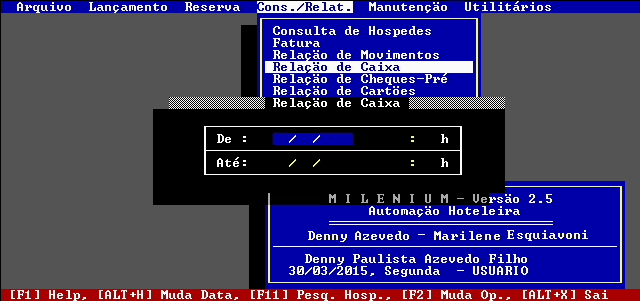 Arquivo Lançamento Reserva Cons./Relat. Manutenção Utilitários
Consulta de Hospedes
Fatura
Relação de Movimentos
Relação de Caixa
Relação de Cheques-Pré
Relação de Cartões
Relação de Caixa
De : / / : h
Até: / / : h
M I L E N I U M - Versão 2.5
Automação Hoteleira
Denny Azevedo - Marilene Esquiavoni
Denny Paulista Azevedo Filho
30/03/2015, Segunda - USUARIO
[F1] Help, [ALT+H] Muda Data, [F11] Pesq. Hosp., [F2] Muda Op., [ALT+X] Sai